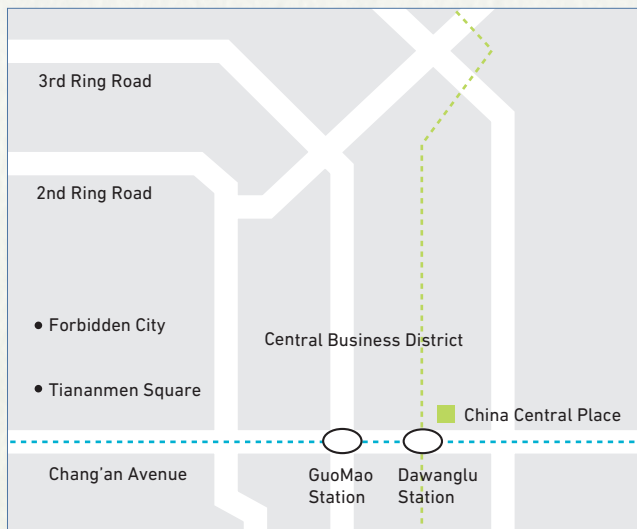 3rd Ring Road
2nd Ring Road
Forbidden City
Central Business District
Tiananmen Square
China Central Place
Chang'an Avenue
GuoMao
Station
Dawanglu
Station